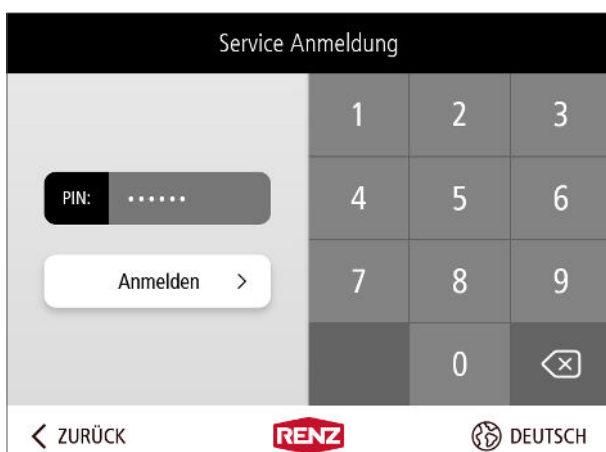 Service Anmeldung
1 2 3
PIN: ······
4 5 6
Anmelden >
7 8 9
0
< ZURÜCK RENZ DEUTSCH